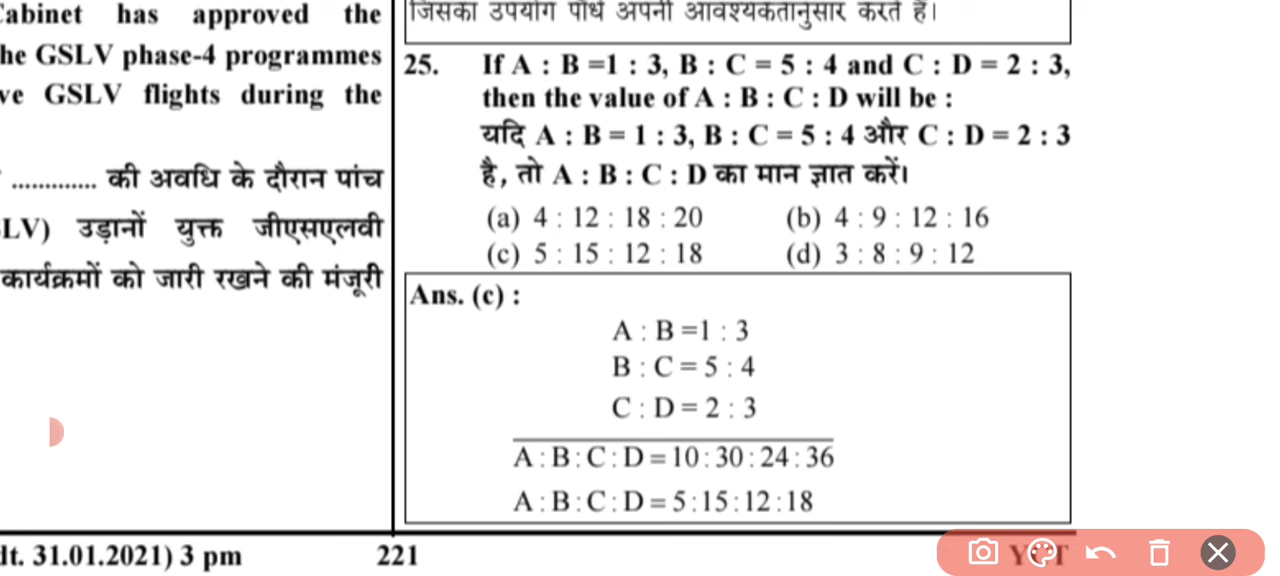 Cabinet has approved the
the GSLV phase-4 programmes
ve GSLV flights during the
.............. की अवधि के दौरान पांच
SLV) उड़ानों युक्त जीएसएलवी
कार्यक्रमों को जारी रखने की मंजूरी
dt. 31.01.2021) 3 pm
जिसका उपयोग पौधे अपनी आवश्यकतानुसार करते हैं।
25. If A : B =1 : 3, B : C = 5 : 4 and C : D = 2 : 3,
then the value of A : B : C : D will be :
यदि A : B = 1 : 3, B : C = 5 : 4 और C : D = 2 : 3
है, तो A : B : C : D का मान ज्ञात करें।
(a) 4 : 12 : 18 : 20 (b) 4 : 9 : 12 : 16
(c) 5 : 15 : 12 : 18 (d) 3 : 8 : 9 : 12
Ans. (c) :
A : B =1 : 3
B : C = 5 : 4
C : D = 2 : 3
A : B : C : D = 10 : 30 : 24 : 36
A : B : C : D = 5 : 15 : 12 : 18
221